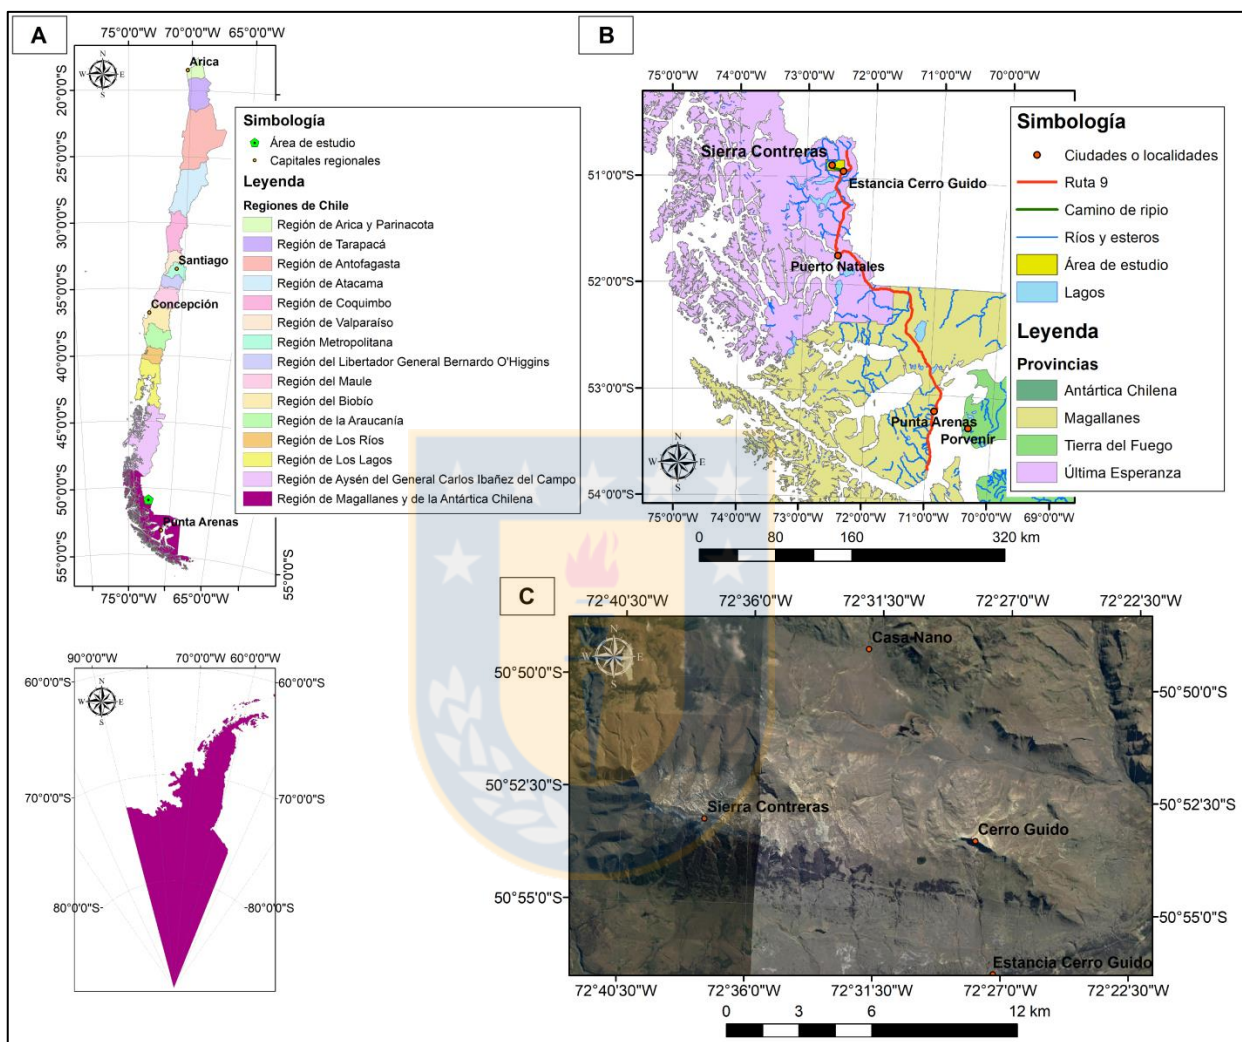 A
75°0'0"W 70°0'0"W 65°0'0"W
N
W E
S
Arica
20°0'0"S
25°0'0"S
30°0'0"S
35°0'0"S
40°0'0"S
45°0'0"S
50°0'0"S
55°0'0"S
55°0'0"S
Santiago
Concepción
Punta Arenas
75°0'0"W 65°0'0"W
Simbología
Área de estudio
Capitales regionales
Leyenda
Regiones de Chile
Región de Arica y Parinacota
Región de Tarapacá
Región de Antofagasta
Región de Atacama
Región de Coquimbo
Región de Valparaíso
Región Metropolitana
Región del Libertador General Bernardo O'Higgins
Región del Maule
Región del Biobío
Región de la Araucanía
Región de Los Ríos
Región de Los Lagos
Región de Aysén del General Carlos Ibañez del Campo
Región de Magallanes y de la Antártica Chilena
90°0'0"W 70°0'0"W 60°0'0"W
60°0'0"S 60°0'0"S
N
W E
S
70°0'0"S 70°0'0"S
80°0'0"S 80°0'0"S
B
75°0'0"W 74°0'0"W 73°0'0"W 72°0'0"W 71°0'0"W 70°0'0"W
51°0'0"S
52°0'0"S
53°0'0"S
54°0'0"S
Sierra Contreras
Estancia Cerro Guido
Puerto Natales
Punta Arenas
Porvenir
N
W E
S
75°0'0"W 74°0'0"W 73°0'0"W 72°0'0"W 71°0'0"W 70°0'0"W 69°0'0"W
0 80 160 320 km
Simbología
Ciudades o localidades
Ruta 9
Camino de ripio
Ríos y esteros
Área de estudio
Lagos
Leyenda
Provincias
Antártica Chilena
Magallanes
Tierra del Fuego
Última Esperanza
C
72°40'30"W 72°36'0"W 72°31'30"W 72°27'0"W 72°22'30"W
N
W E
S
Casa Nano
50°50'0"S 50°50'0"S
50°52'30"S 50°52'30"S
Sierra Contreras
Cerro Guido
50°55'0"S 50°55'0"S
Estancia Cerro Guido
72°40'30"W 72°36'0"W 72°31'30"W 72°27'0"W 72°22'30"W
0 3 6 12 km